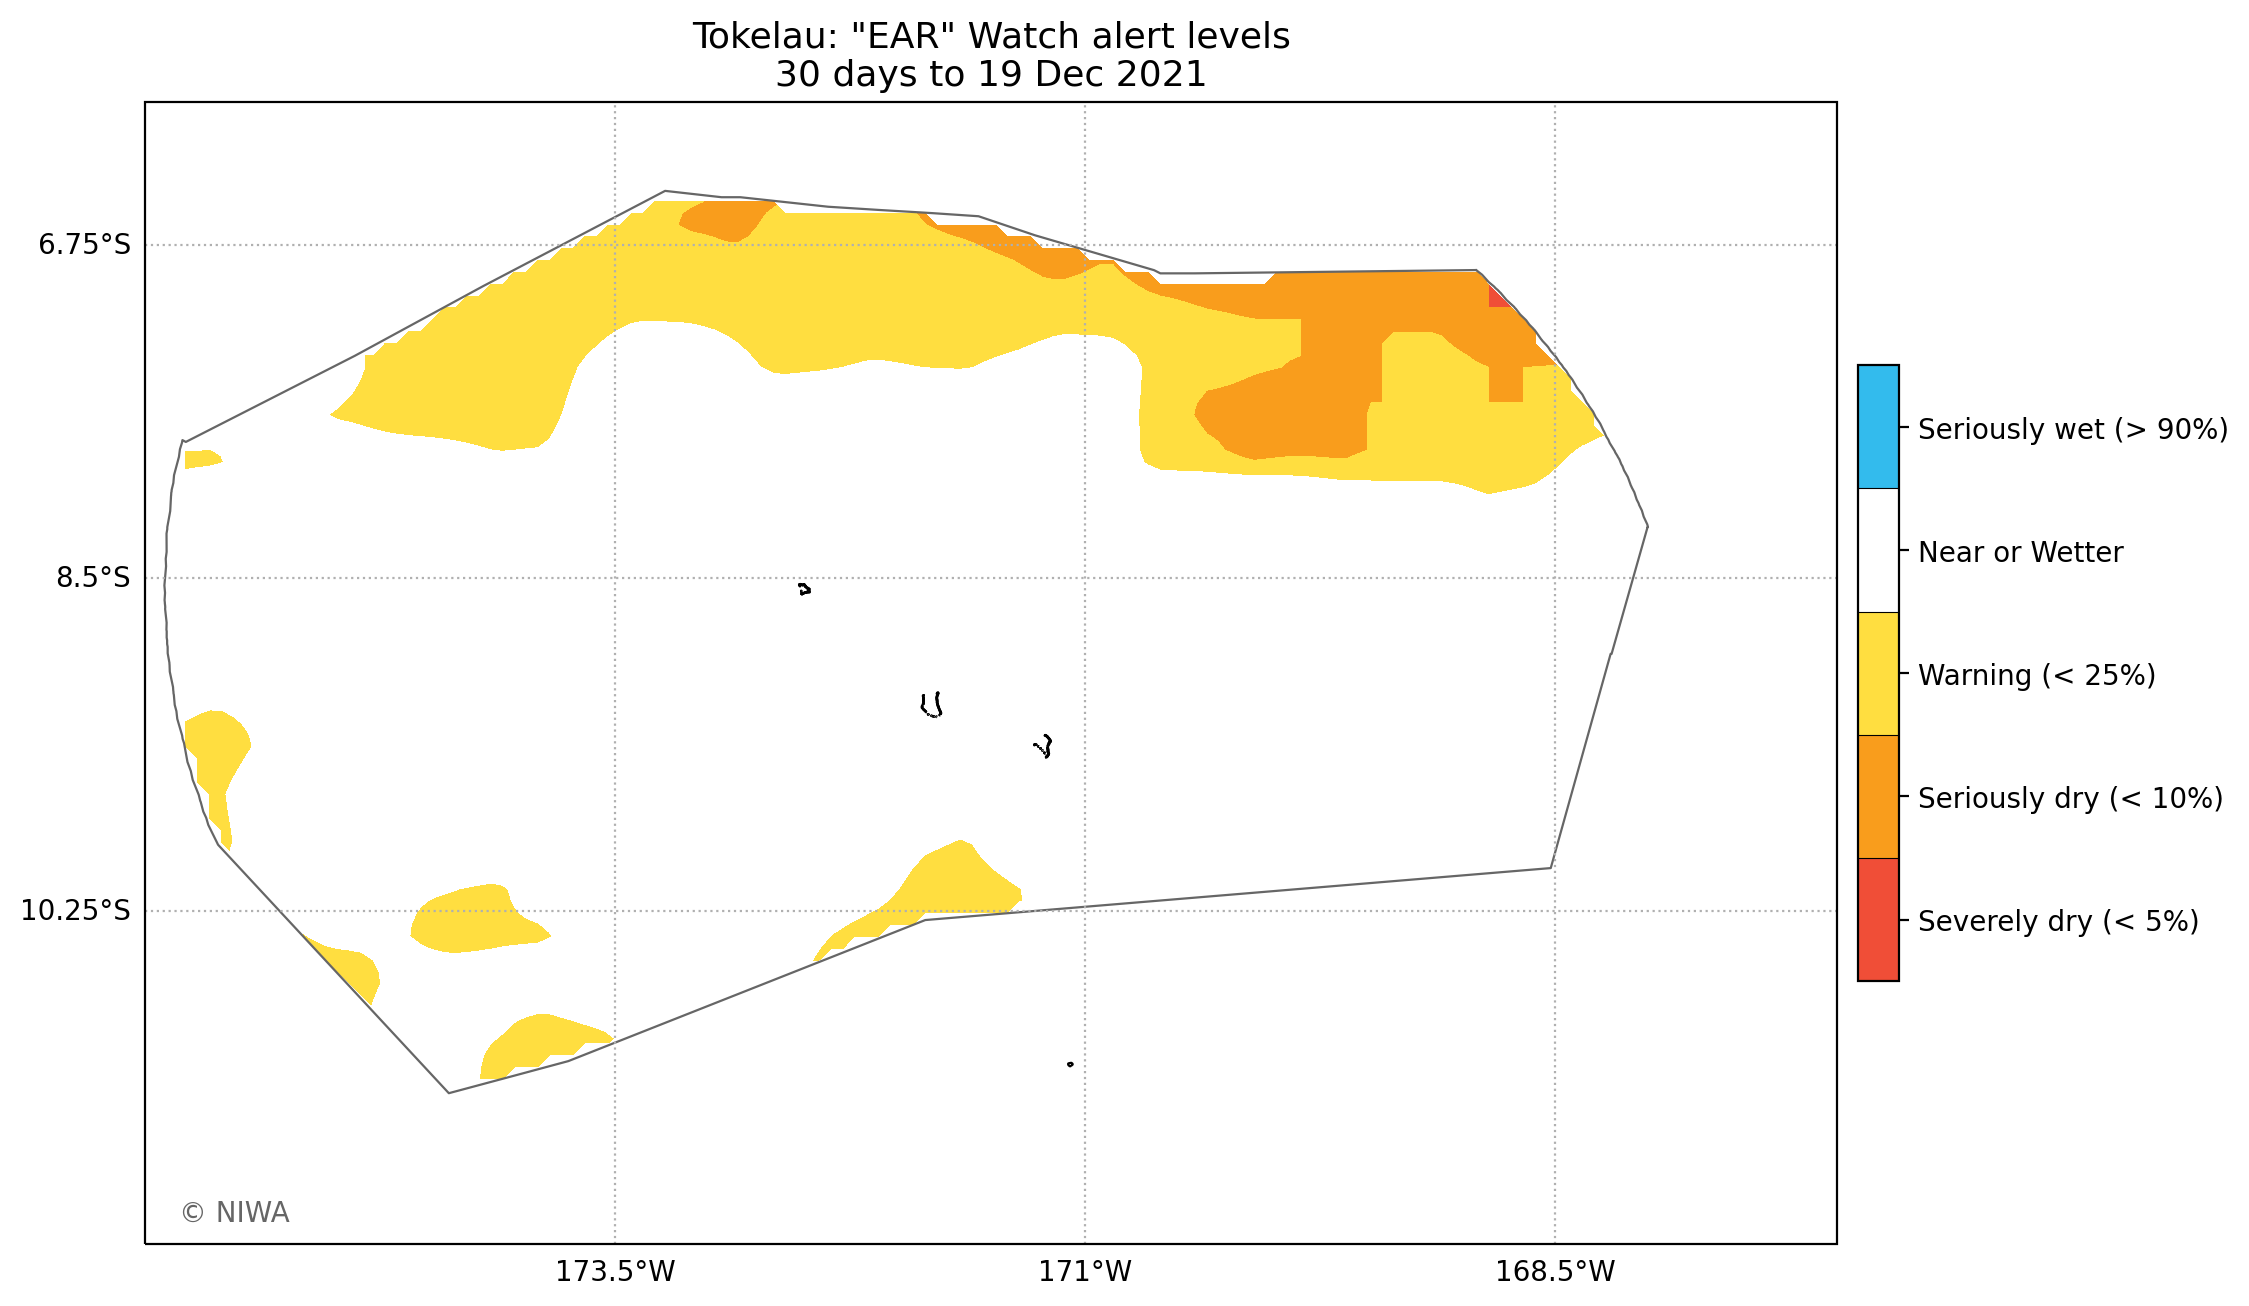 Tokelau: "EAR" Watch alert levels
30 days to 19 Dec 2021
6.75°S
8.5°S
10.25°S
173.5°W
171°W
168.5°W
Seriously wet (> 90%)
Near or Wetter
Warning (< 25%)
Seriously dry (< 10%)
Severely dry (< 5%)
© NIWA